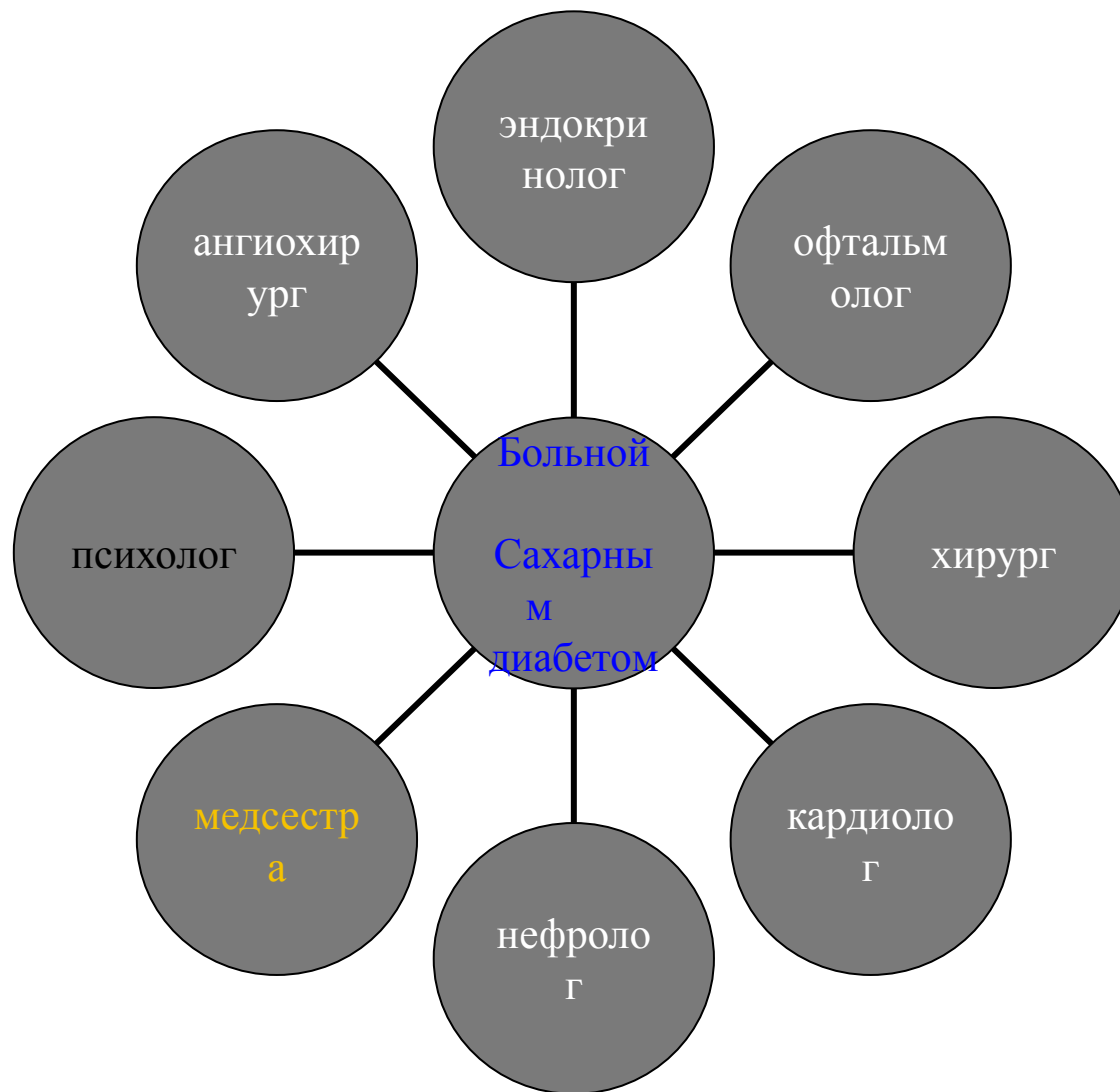 эндокри
нолог
ангиохир
ург
офтальм
олог
Больной
Сахарны
м
диабетом
психолог
хирург
медсестр
а
кардиоло
г
нефроло
г